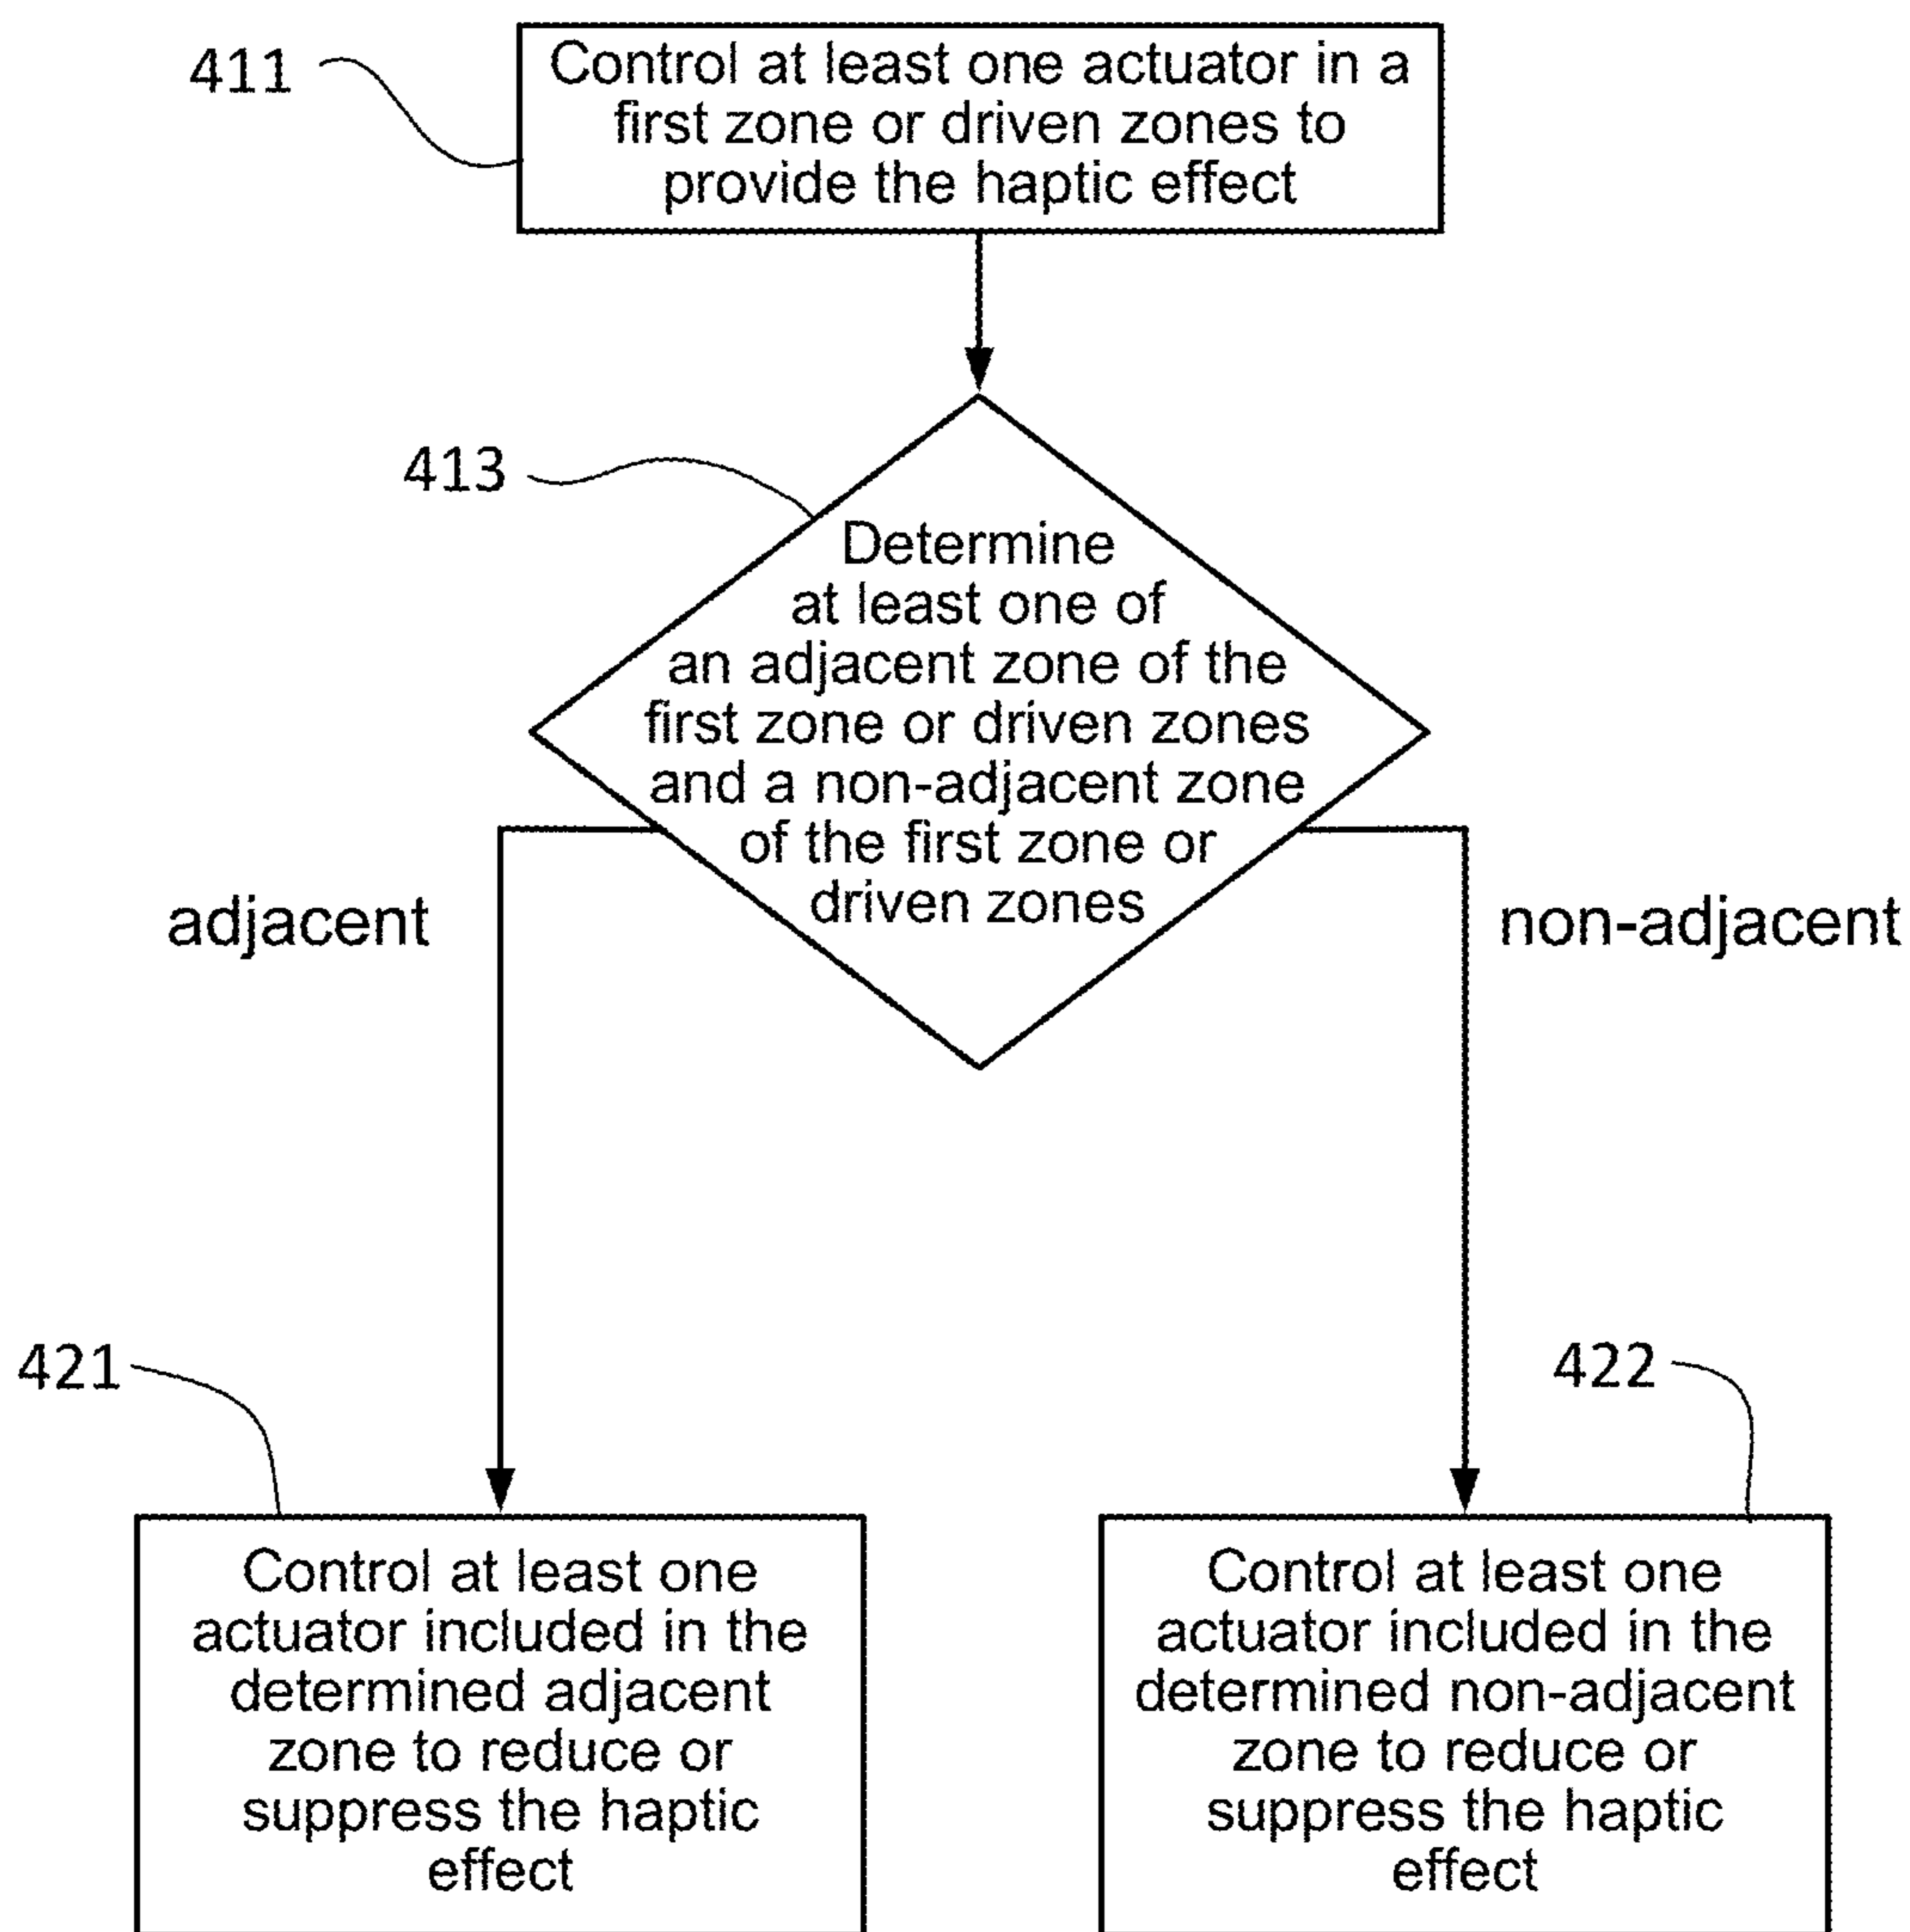 411
Control at least one actuator in a
first zone or driven zones to
provide the haptic effect
413
Determine
at least one of
an adjacent zone of the
first zone or driven zones
and a non-adjacent zone
of the first zone or
driven zones
adjacent
non-adjacent
421
Control at least one
actuator included in the
determined adjacent
zone to reduce or
suppress the haptic
effect
422
Control at least one
actuator included in the
determined non-adjacent
zone to reduce or
suppress the haptic
effect